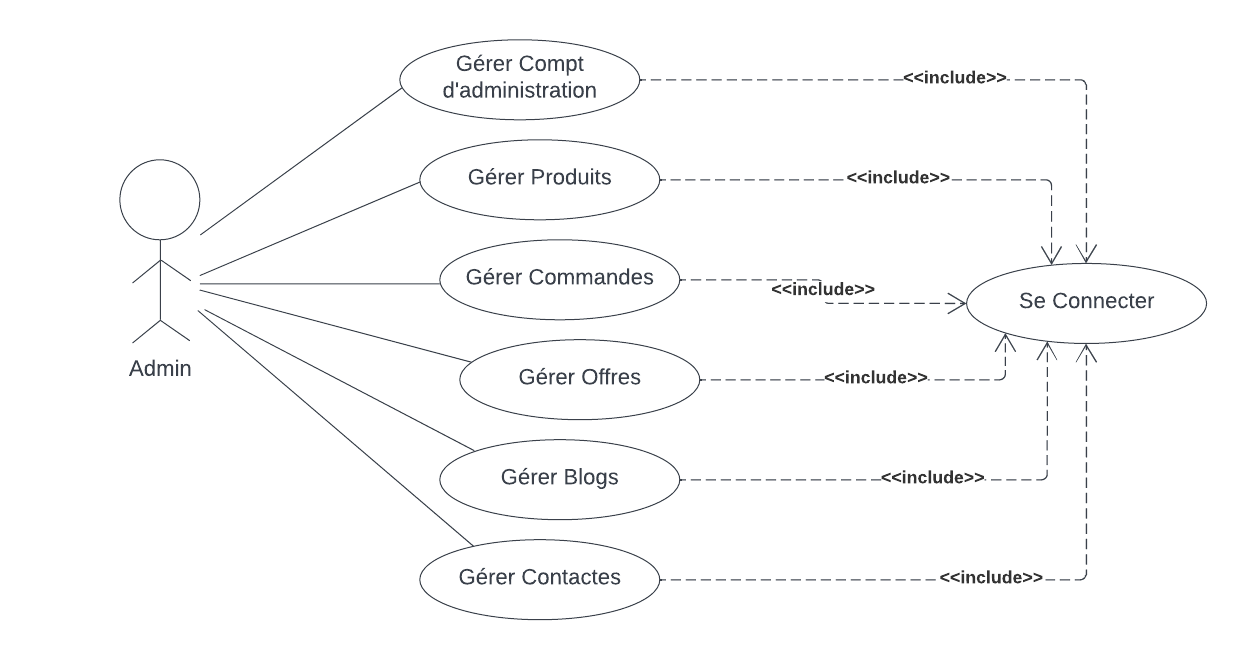 Gérer Compt
d'administration
<<include>>
Gérer Produits
<<include>>
Gérer Commandes
<<include>>
Se Connecter
Admin
Gérer Offres
<<include>>
Gérer Blogs
<<include>>
Gérer Contactes
<<include>>